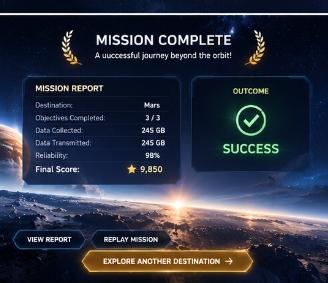 MISSION COMPLETE
A uuccessful journey beyond the orbit!
MISSION REPORT
Destination: Mars
Objectives Completed: 3 / 3
Data Collected: 245 GB
Data Transmitted: 245 GB
Reliability: 98%
Final Score: 9,850
OUTCOME
SUCCESS
VIEW REPORT
REPLAY MISSION
EXPLORE ANOTHER DESTINATION →